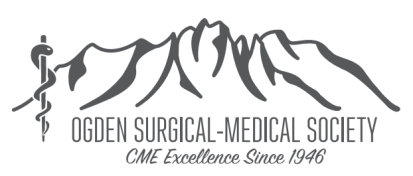 OGDEN SURGICAL-MEDICAL SOCIETY
CME Excellence Since 1946